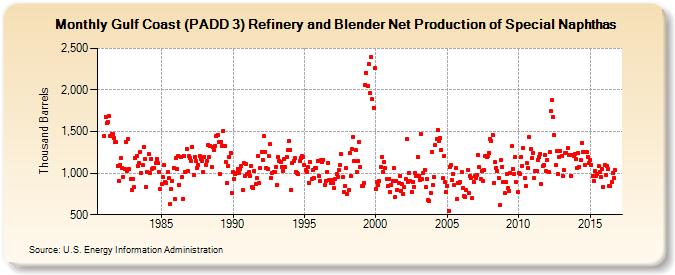 Monthly Gulf Coast (PADD 3) Refinery and Blender Net Production of Special Naphthas
Thousand Barrels
2,500
2,000
1,500
1,000
500
1985 1990 1995 2000 2005 2010 2015
Source: U.S. Energy Information Administration